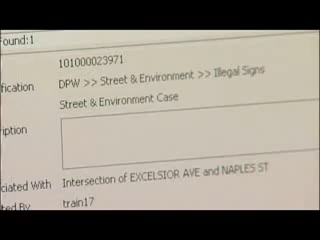 Found:1
101000023971
fication DPW >> Street & Environment >> Illegal Signs
Street & Environment Case
iption
ciated With Intersection of EXCELSIOR AVE and NAPLES ST
ted By train17